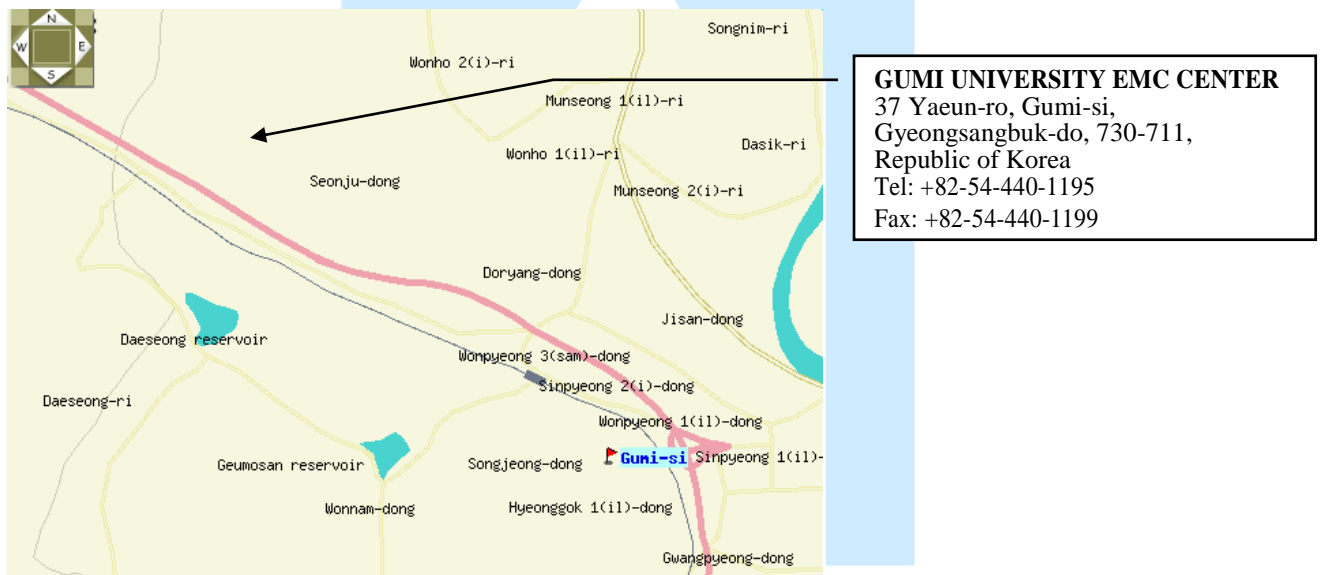 N
W E
S
Songnim-ri
Wonho 2(i)-ri
Munseong 1(il)-ri
Dasik-ri
Wonho 1(il)-ri
Seonju-dong
Munseong 2(i)-ri
Doryang-dong
Jisan-dong
Daeseong reservoir
Wonpyeong 3(sam)-dong
Sinpyeong 2(i)-dong
Daeseong-ri
Wonpyeong 1(il)-dong
Gumi-si
Sinpyeong 1(il)-
Geumosan reservoir
Songjeong-dong
Wonnam-dong
Hyeonggok 1(il)-dong
Gwangpyeong-dong
GUMI UNIVERSITY EMC CENTER
37 Yaeun-ro, Gumi-si,
Gyeongsangbuk-do, 730-711,
Republic of Korea
Tel: +82-54-440-1195
Fax: +82-54-440-1199